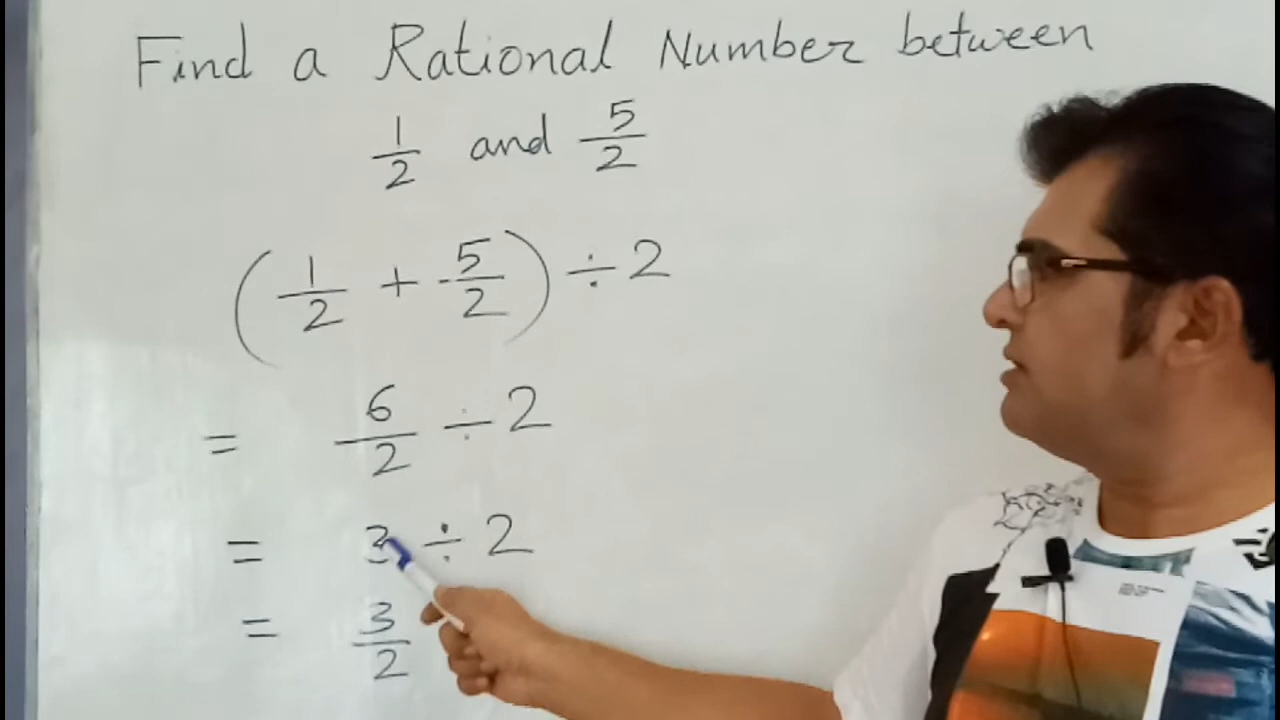 Find a Rational Number between
1/2 and 5/2
(1/2 + 5/2) ÷ 2
= 6/2 ÷ 2
= 3 ÷ 2
= 3/2